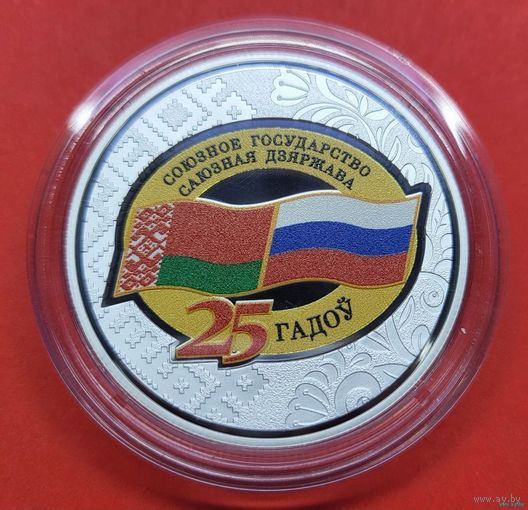 СОЮЗНОЕ ГОСУДАРСТВО
САЮЗНАЯ ДЗЯРЖАВА
25 ГАДОЎ
www.ay.by